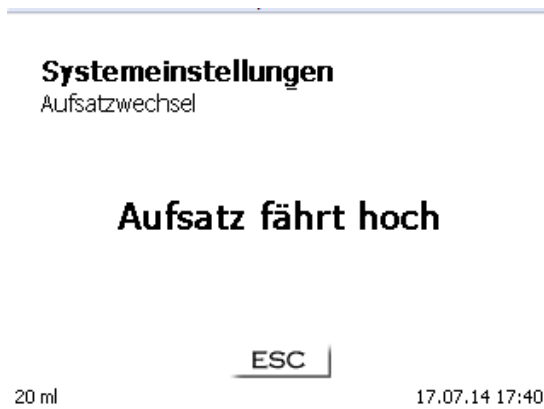 Systemeinstellungen
Aufsatzwechsel
Aufsatz fährt hoch
ESC
20 ml
17.07.14 17:40